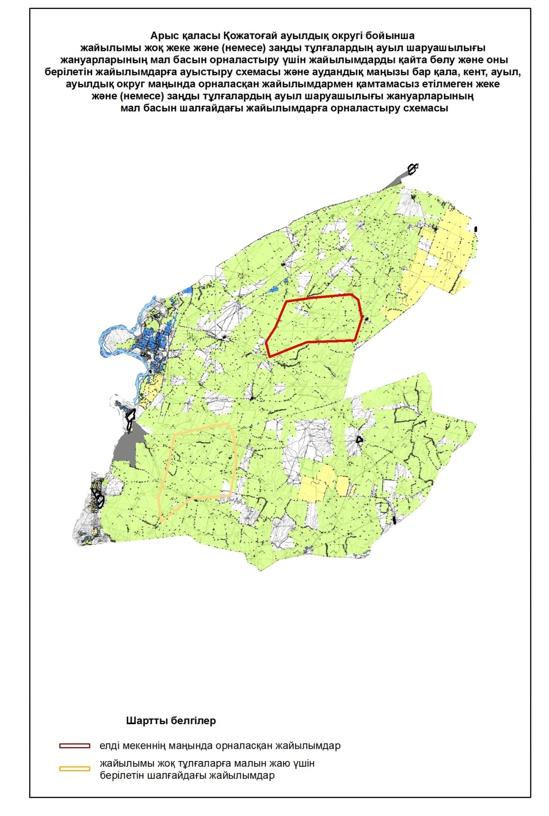 Арыс қаласы Қожатоғай ауылдық округі бойынша
жайылымы жоқ жеке және (немесе) заңды тұлғалардың ауыл шаруашылығы
жануарларының мал басын орналастыру үшін жайылымдарды қайта бөлу және оны
берілетін жайылымдарға ауыстыру схемасы және аудандық маңызы бар қала, кент, ауыл,
ауылдық округ маңында орналасқан жайылымдармен қамтамасыз етілмеген жеке
және (немесе) заңды тұлғалардың ауыл шаруашылығы жануарларының
мал басын шалғайдағы жайылымдарға орналастыру схемасы
Шартты белгілер
елді мекеннің маңында орналасқан жайылымдар
жайылымы жоқ тұлғаларға малын жаю үшін
берілетін шалғайдағы жайылымдар